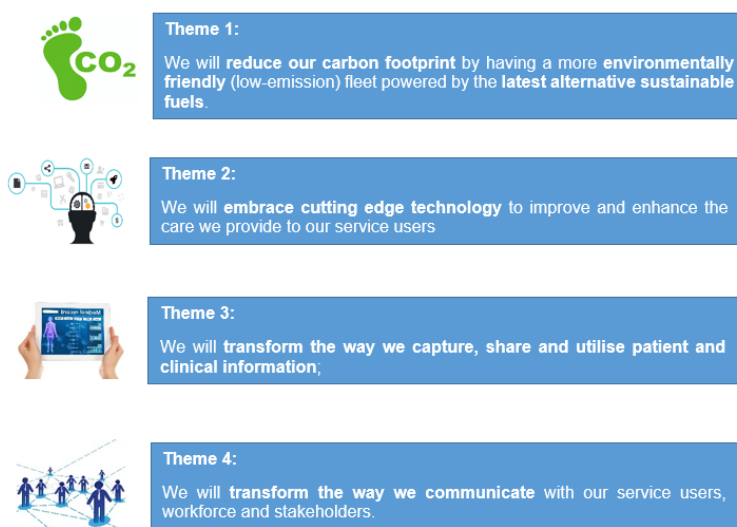 CO2
Theme 1:
We will reduce our carbon footprint by having a more environmentally
friendly (low-emission) fleet powered by the latest alternative sustainable
fuels.
Theme 2:
We will embrace cutting edge technology to improve and enhance the
care we provide to our service users
Theme 3:
We will transform the way we capture, share and utilise patient and
clinical information;
Theme 4:
We will transform the way we communicate with our service users,
workforce and stakeholders.